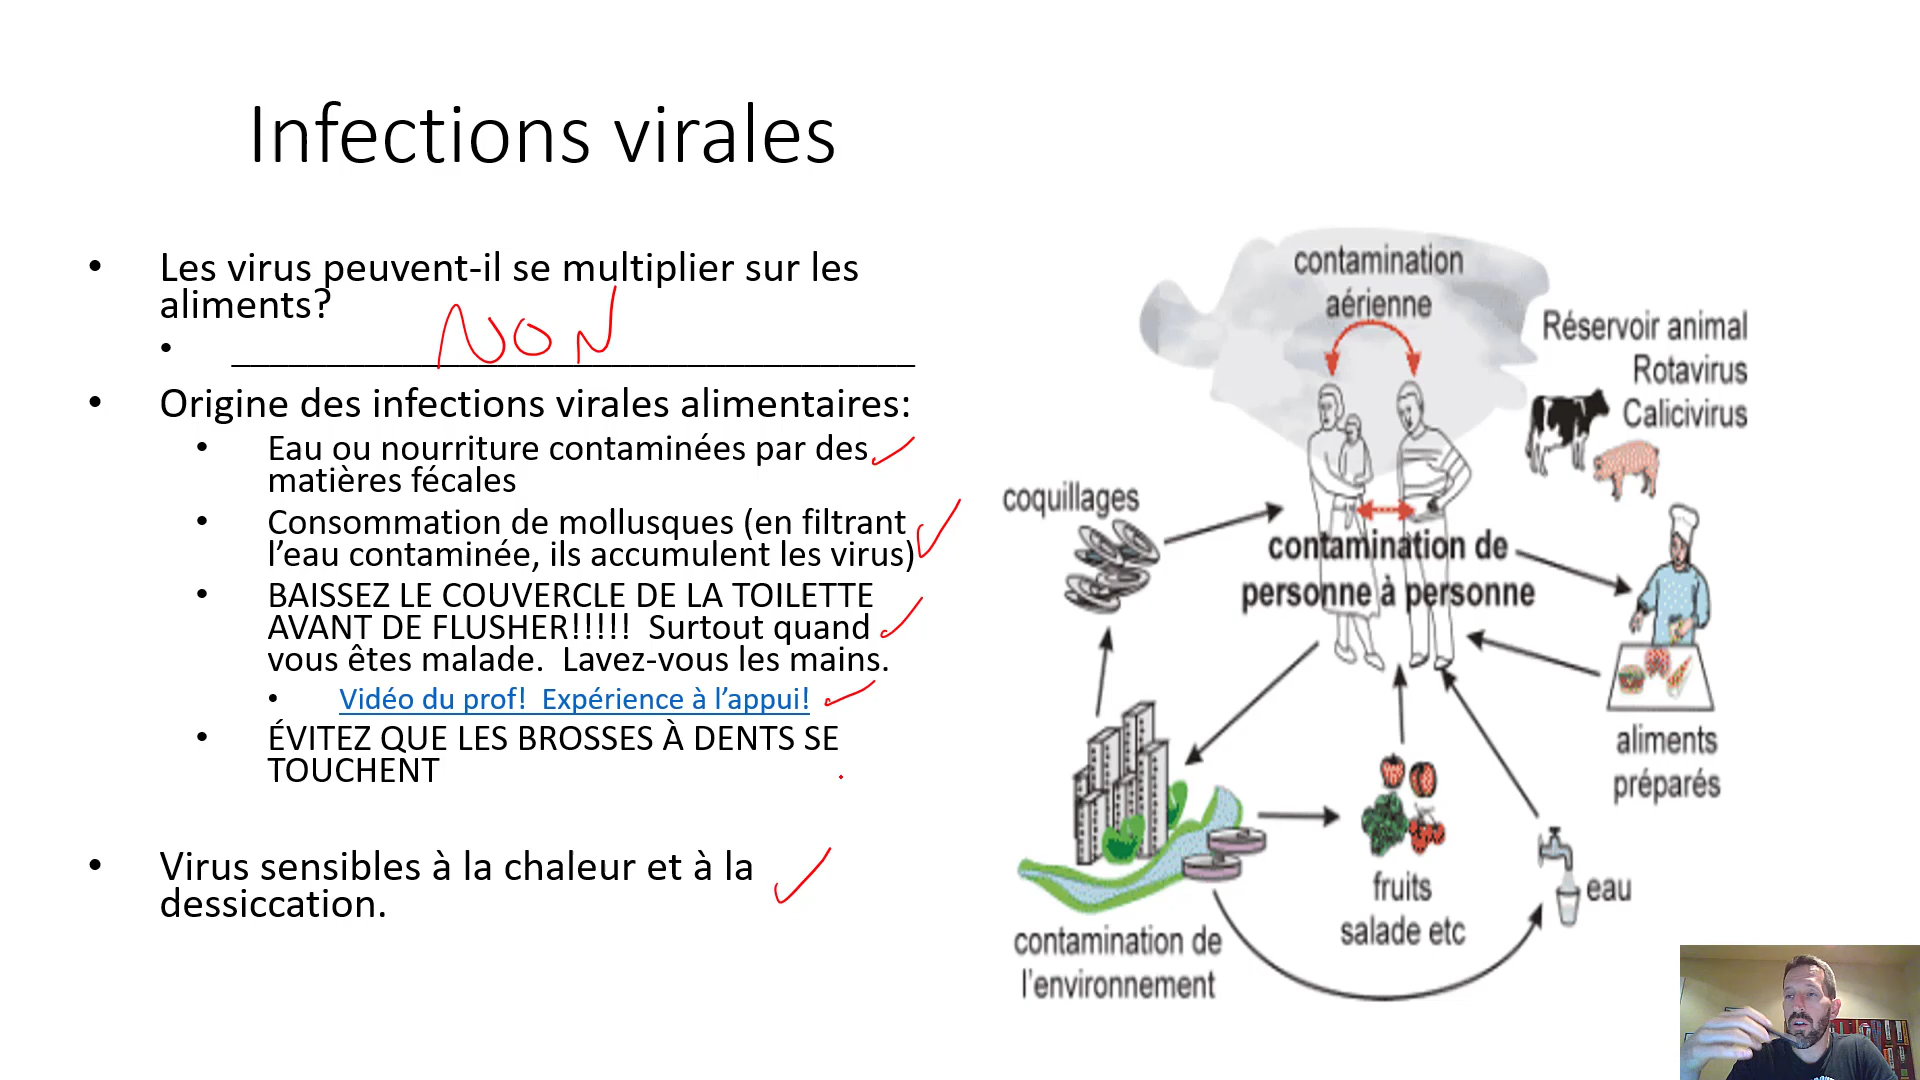 Infections virales
Les virus peuvent-il se multiplier sur les
aliments?
NON
Origine des infections virales alimentaires:
Eau ou nourriture contaminées par des
matières fécales
Consommation de mollusques (en filtrant
l'eau contaminée, ils accumulent les virus)
BAISSEZ LE COUVERCLE DE LA TOILETTE
AVANT DE FLUSHER!!!!! Surtout quand
vous êtes malade. Lavez-vous les mains.
Vidéo du prof! Expérience à l'appui!
ÉVITEZ QUE LES BROSSES À DENTS SE
TOUCHENT
Virus sensibles à la chaleur et à la
dessiccation.
contamination
aérienne
Réservoir animal
Rotavirus
Calicivirus
coquillages
contamination de
personne à personne
aliments
préparés
fruits
salade etc
eau
contamination de
l'environnement